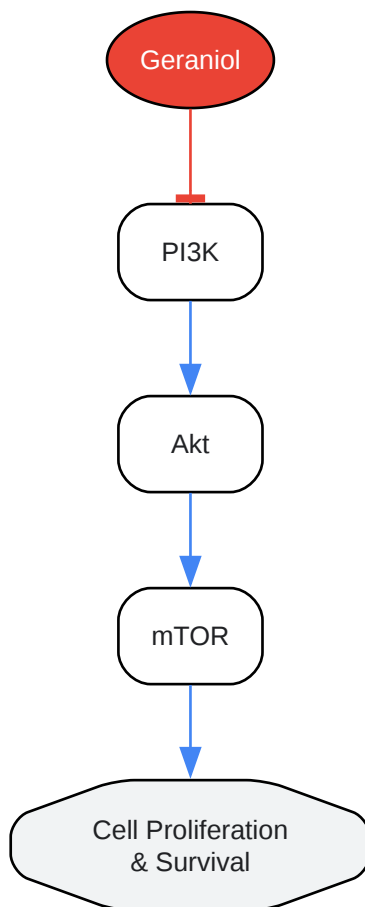 Geraniol
PI3K
Akt
mTOR
Cell Proliferation
& Survival